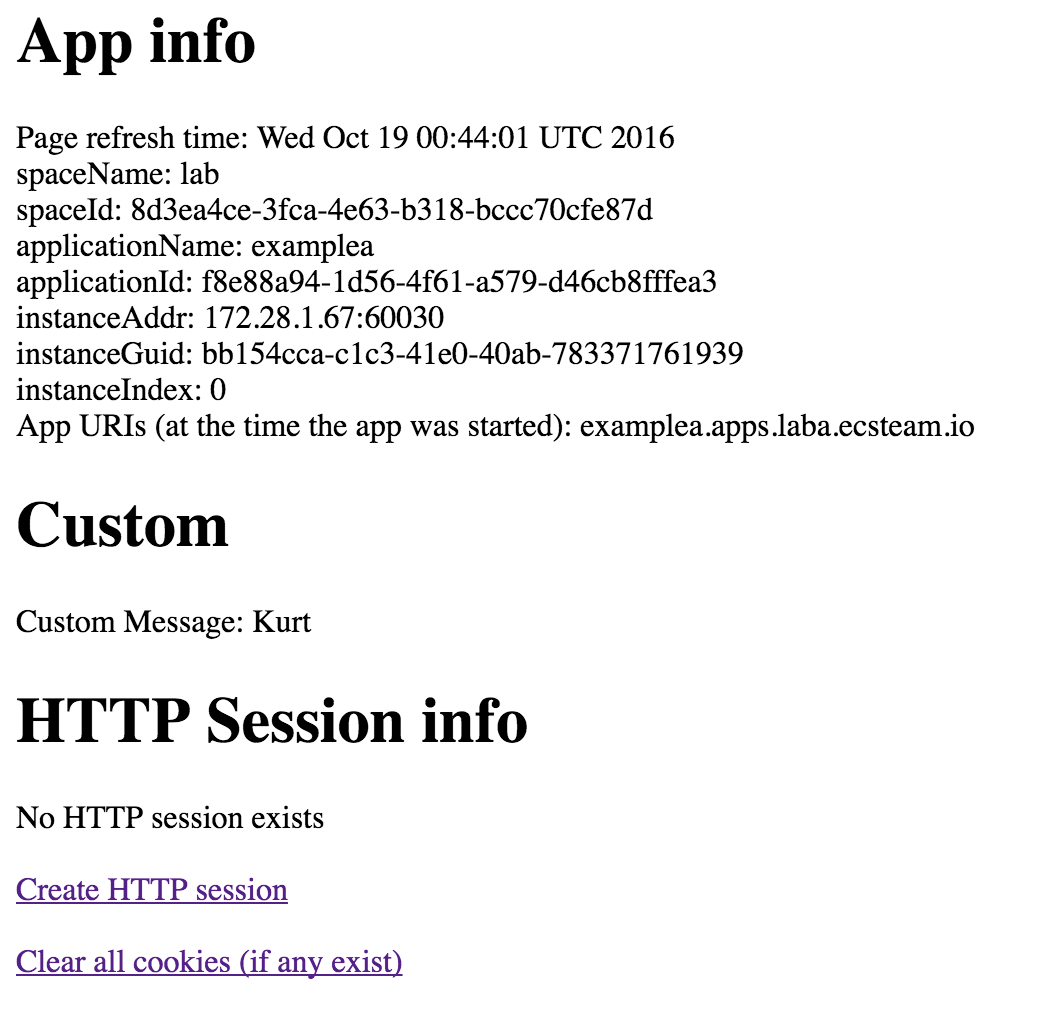 App info
Page refresh time: Wed Oct 19 00:44:01 UTC 2016
spaceName: lab
spaceId: 8d3ea4ce-3fca-4e63-b318-bccc70cfe87d
applicationName: examplea
applicationId: f8e88a94-1d56-4f61-a579-d46cb8fffea3
instanceAddr: 172.28.1.67:60030
instanceGuid: bb154cca-c1c3-41e0-40ab-783371761939
instanceIndex: 0
App URIs (at the time the app was started): examplea.apps.laba.ecsteam.io
Custom
Custom Message: Kurt
HTTP Session info
No HTTP session exists
Create HTTP session
Clear all cookies (if any exist)